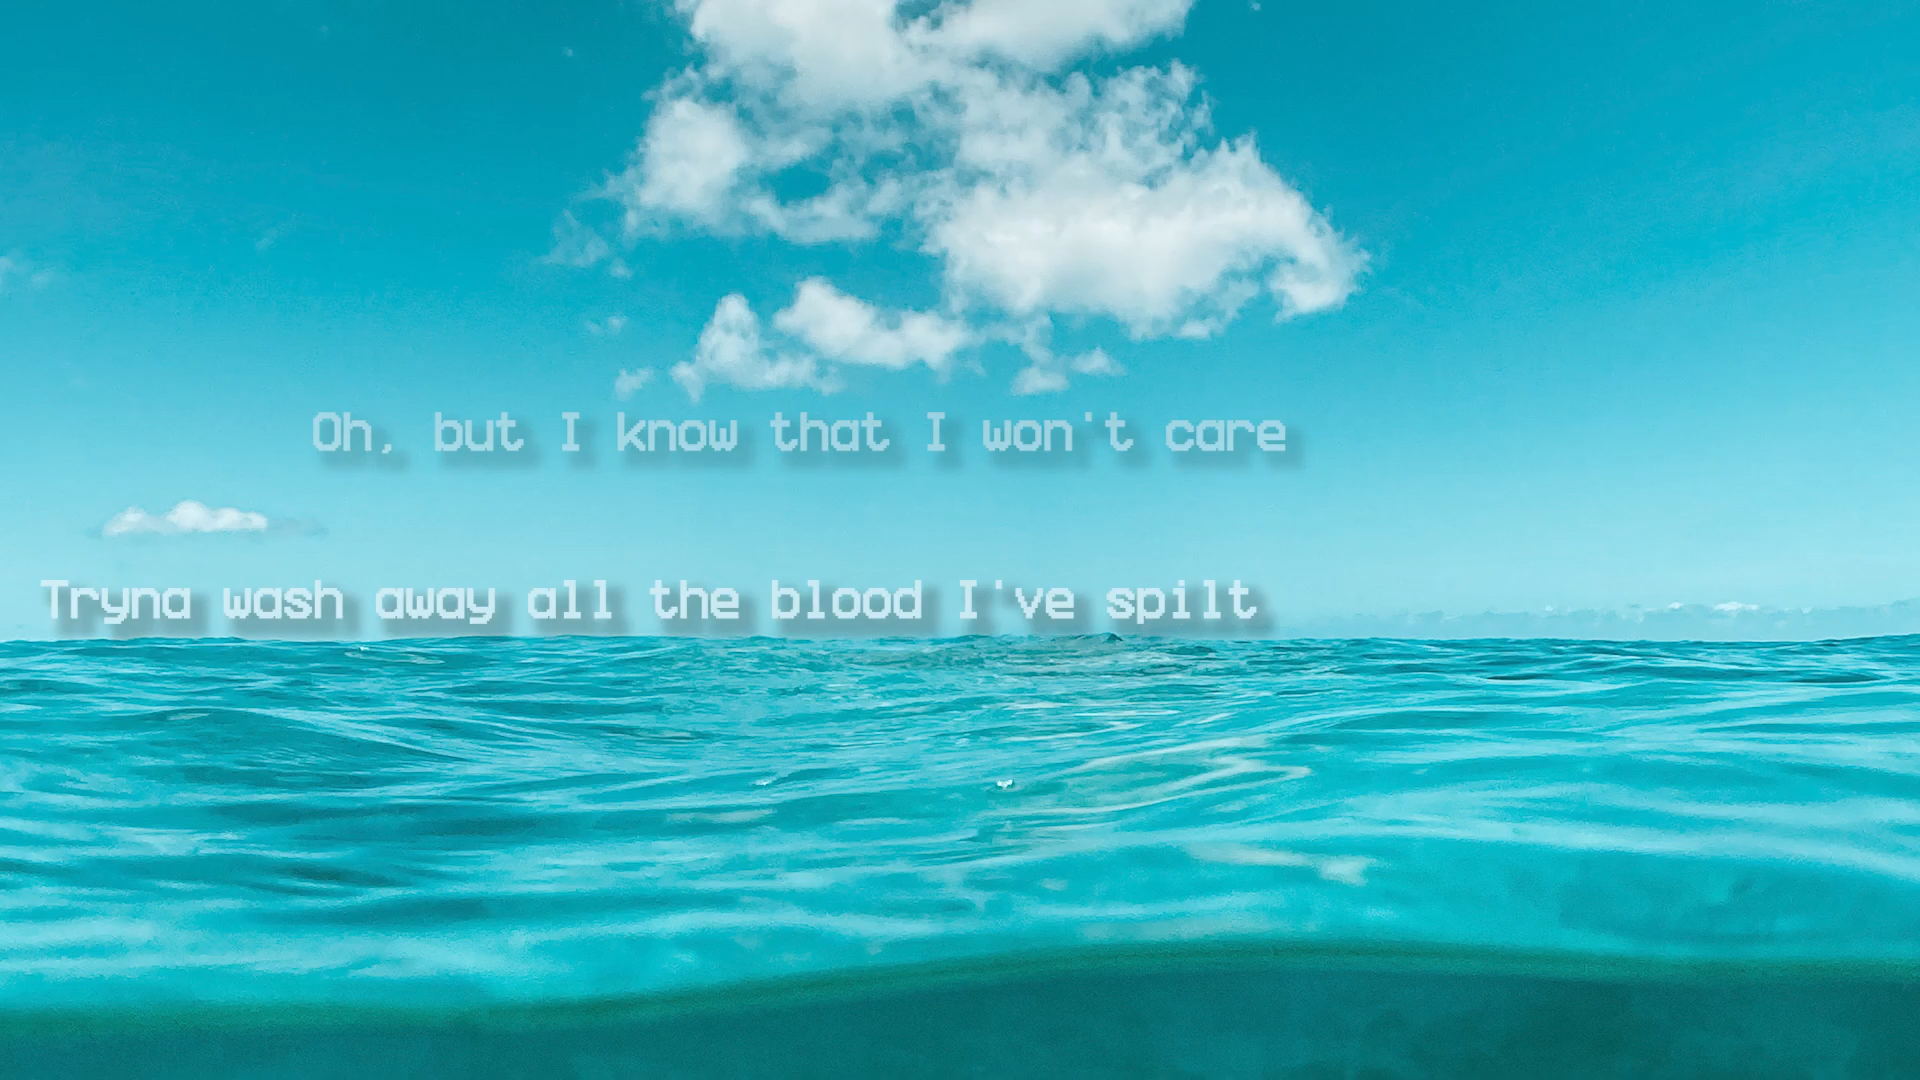 Oh, but I know that I won't care
Tryna wash away all the blood I've spilt